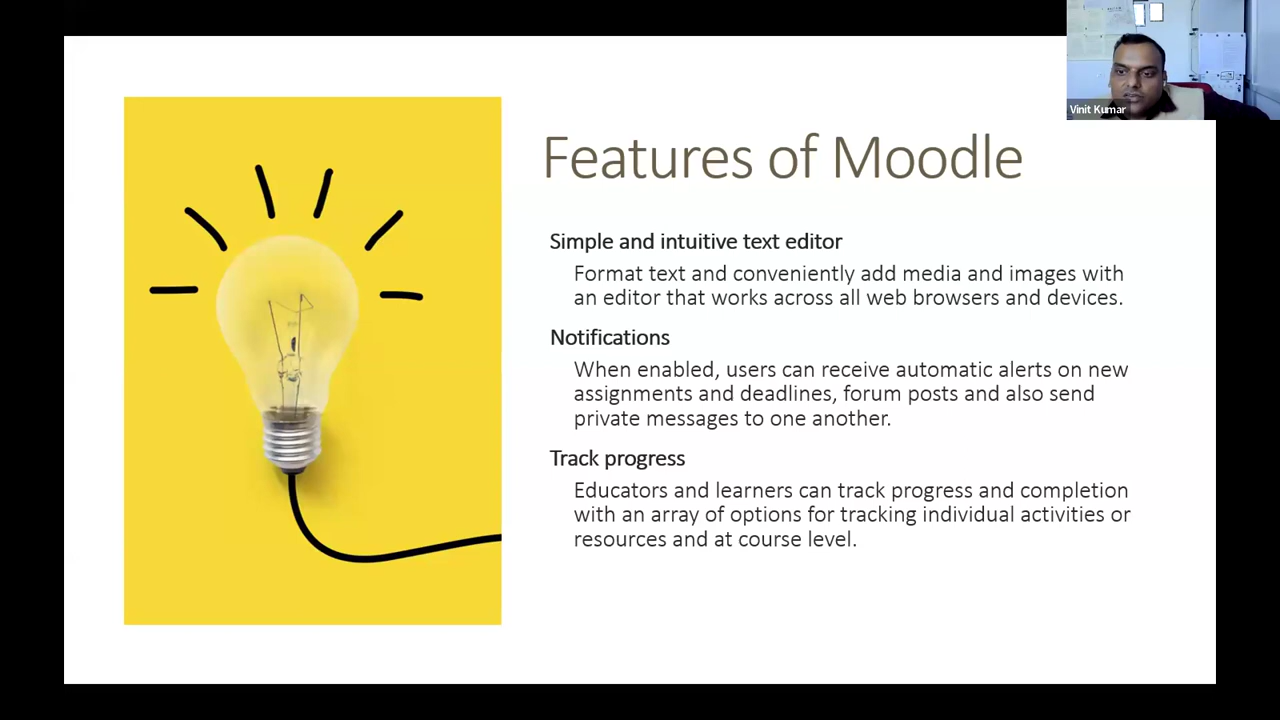 Vinit Kumar
Features of Moodle
Simple and intuitive text editor
Format text and conveniently add media and images with
an editor that works across all web browsers and devices.
Notifications
When enabled, users can receive automatic alerts on new
assignments and deadlines, forum posts and also send
private messages to one another.
Track progress
Educators and learners can track progress and completion
with an array of options for tracking individual activities or
resources and at course level.